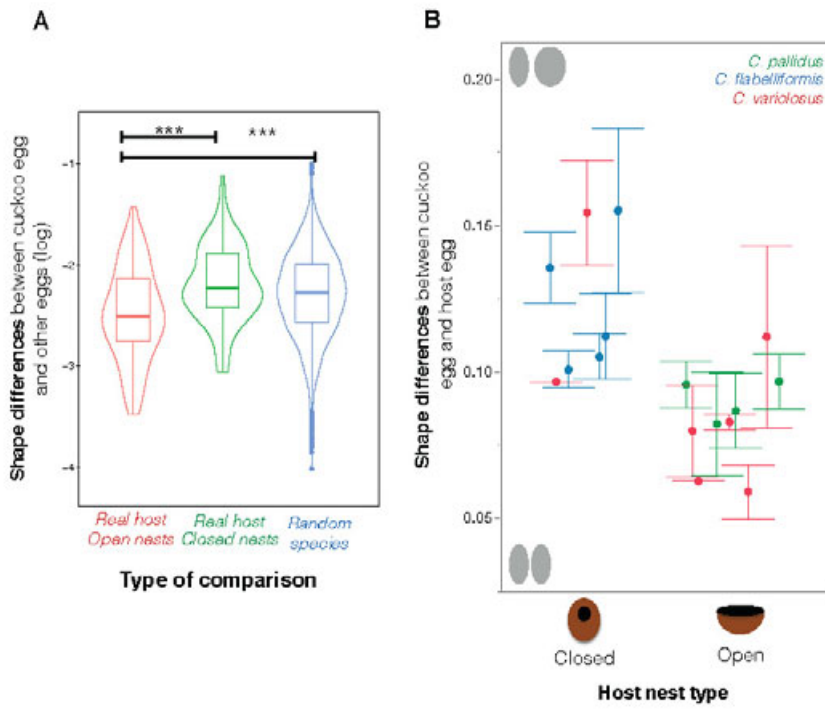 A
Shape differences between cuckoo egg
and other eggs (log)
***
***
-1
-2
-3
-4
Real host
Open nests
Real host
Closed nests
Random
species
Type of comparison
B
Shape differences between cuckoo
egg and host egg
C. pallidus
C. flabelliformis
C. variolosus
0.20
0.16
0.10
0.05
Closed
Open
Host nest type